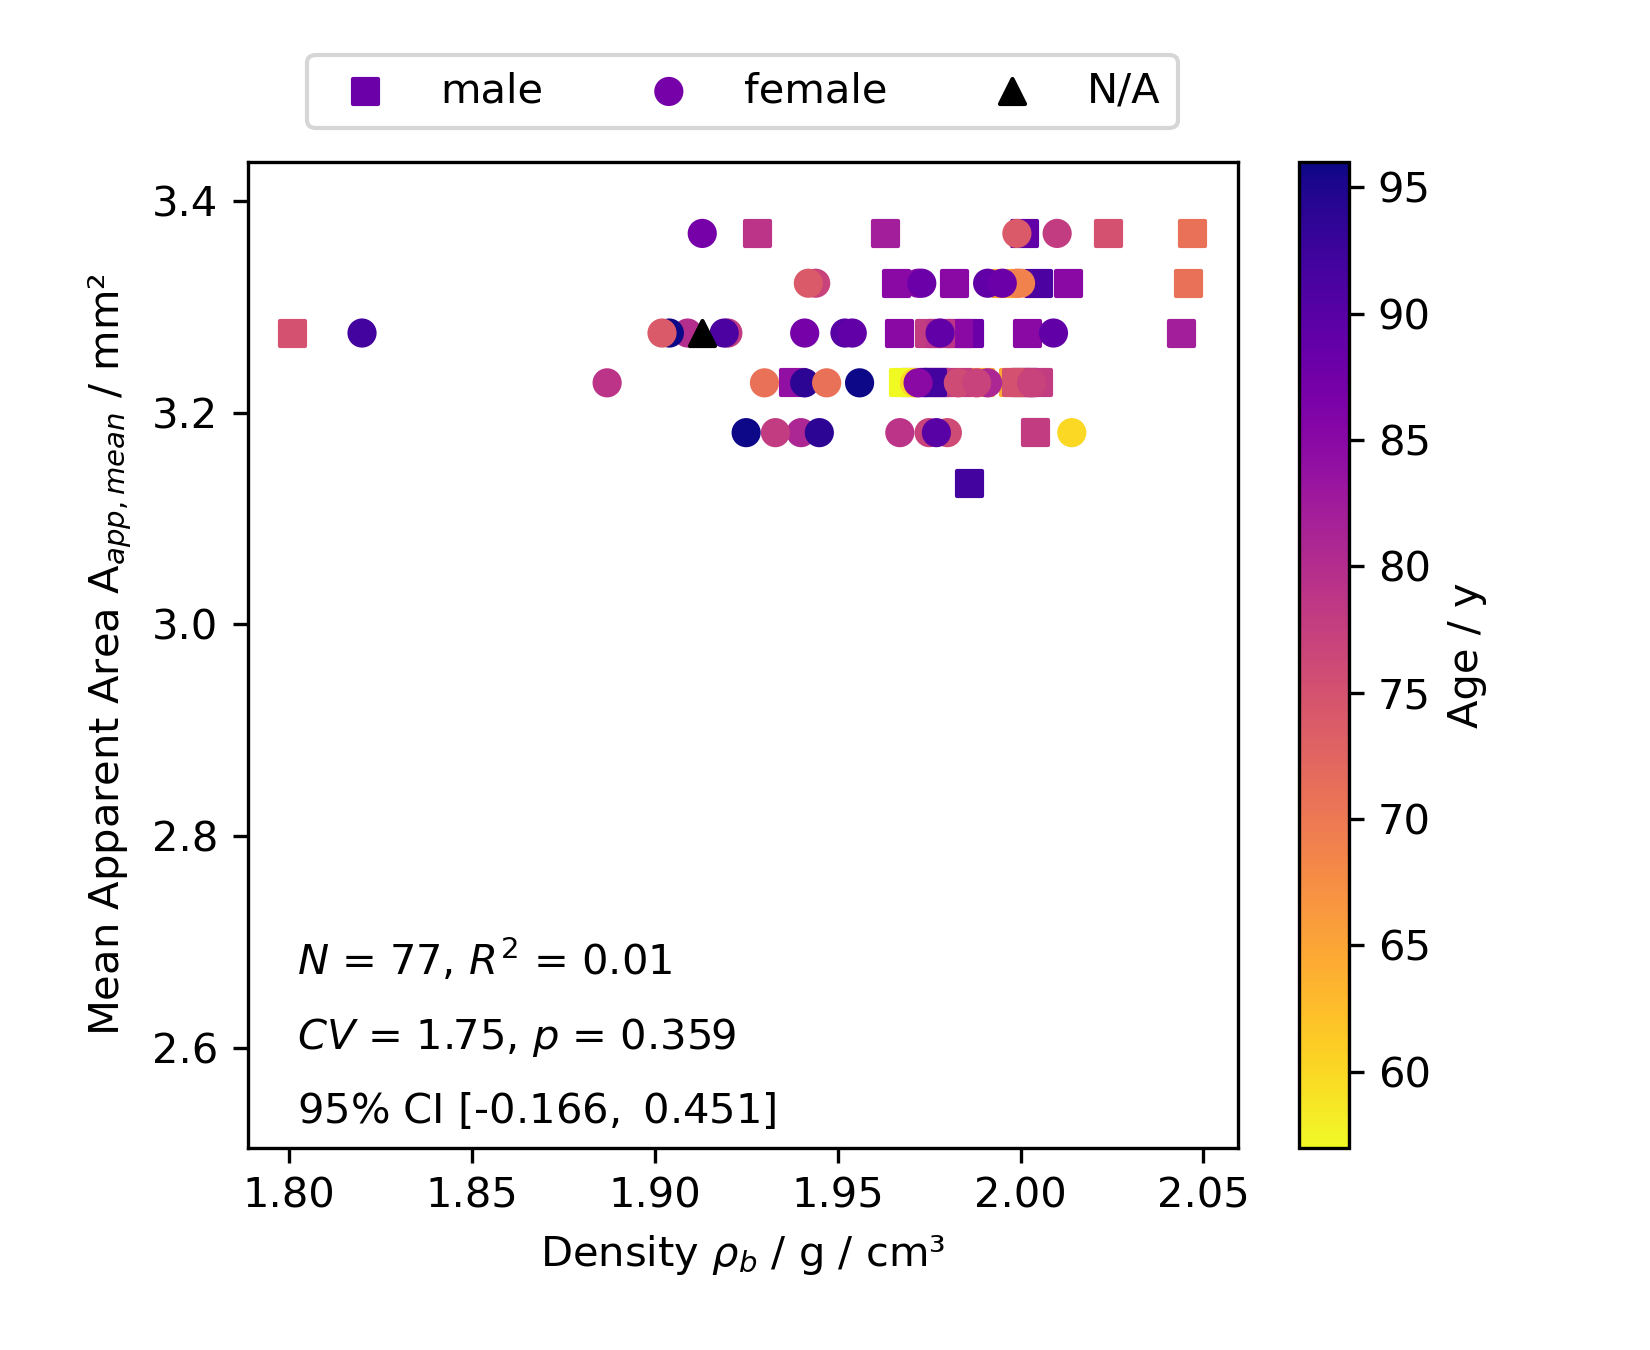 male female N/A
3.4
3.2
3.0
2.8
2.6
Mean Apparent Area A_{app, mean} / mm²
N = 77, R² = 0.01
CV = 1.75, p = 0.359
95% CI [-0.166, 0.451]
1.80 1.85 1.90 1.95 2.00 2.05
Density ρ_b / g / cm³
95
90
85
80
75
70
65
60
Age / y